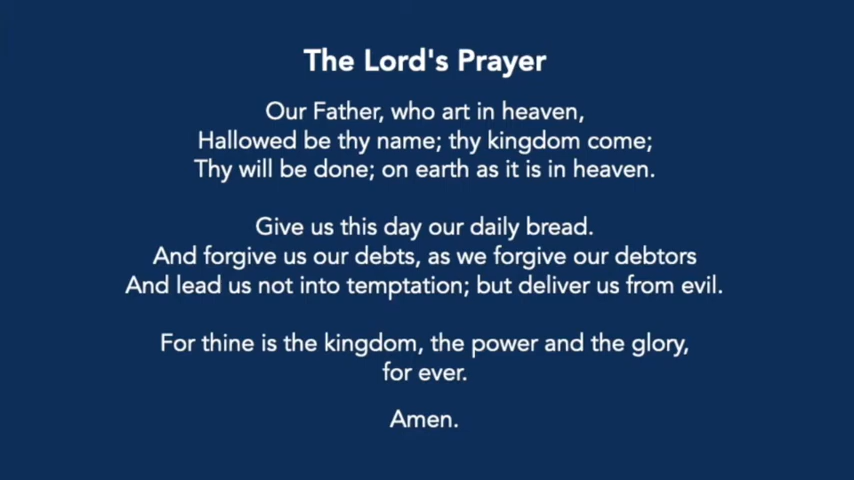 The Lord's Prayer
Our Father, who art in heaven,
Hallowed be thy name; thy kingdom come;
Thy will be done; on earth as it is in heaven.
Give us this day our daily bread.
And forgive us our debts, as we forgive our debtors
And lead us not into temptation; but deliver us from evil.
For thine is the kingdom, the power and the glory,
for ever.
Amen.